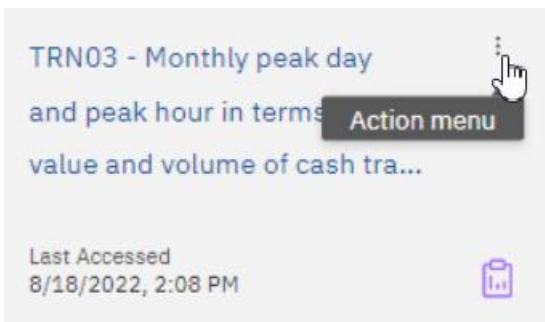 TRN03 - Monthly peak day
and peak hour in terms
Action menu
value and volume of cash tra...
Last Accessed
8/18/2022, 2:08 PM